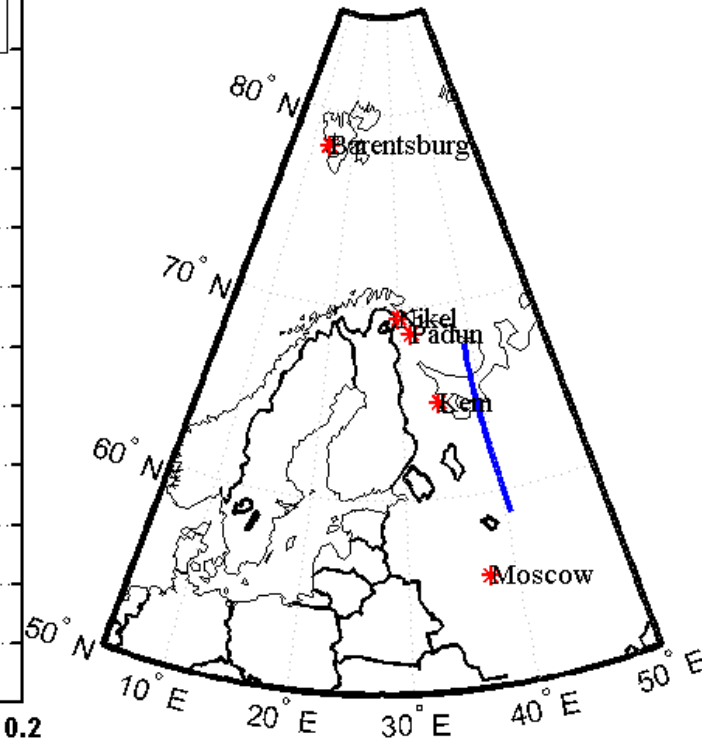 80° N
Barentsburg
70° N
Nikel
Padun
Kem
60° N
Moscow
50° N
10° E
20° E
30° E
40° E
50° E
0.2